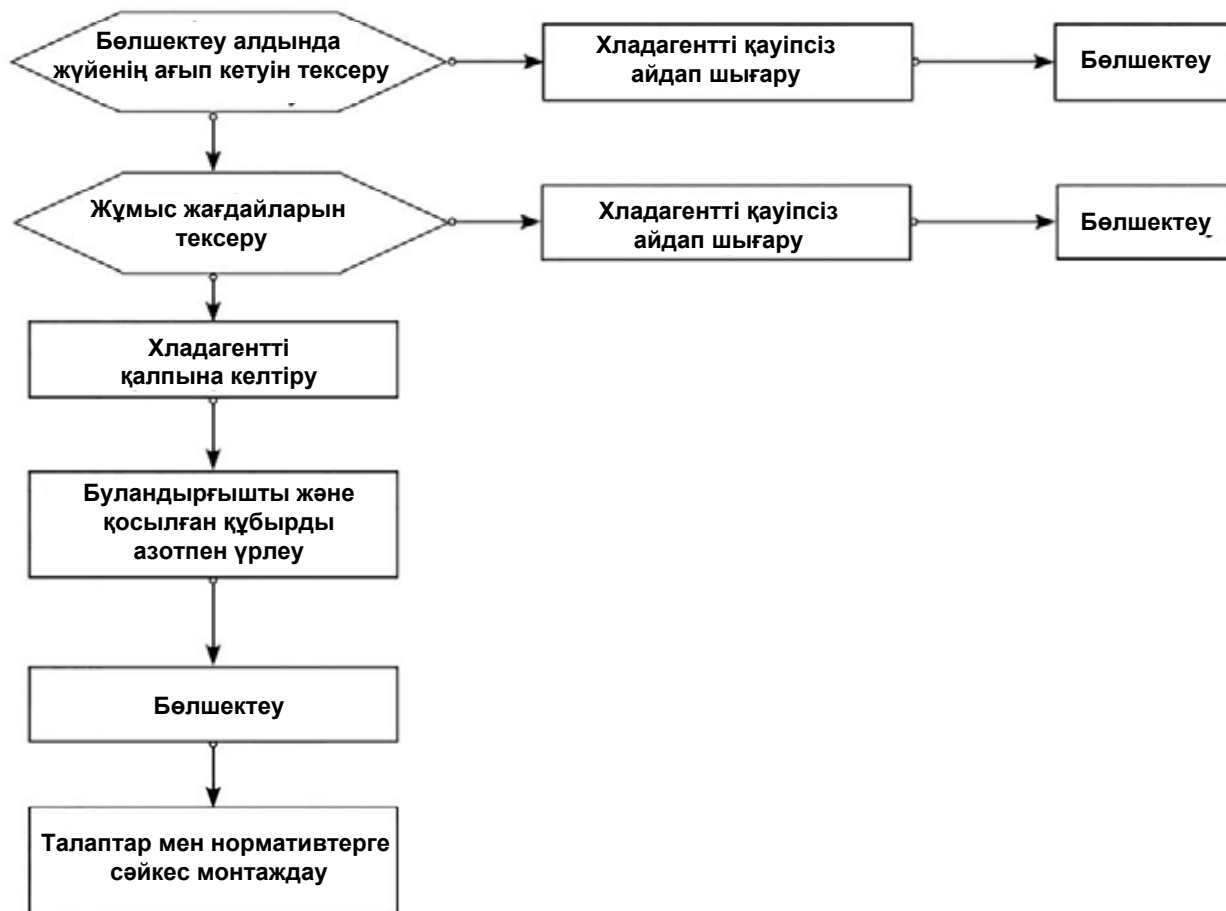 Бөлшектеу алдында
жүйенің ағып кетуін тексеру
Хладагентті қауіпсіз
айдап шығару
Бөлшектеу
Жұмыс жағдайларын
тексеру
Хладагентті қауіпсіз
айдап шығару
Бөлшектеу
Хладагентті
қалпына келтіру
Буландырғышты және
қосылған құбырды
азотпен үрлеу
Бөлшектеу
Талаптар мен нормативтерге
сәйкес монтаждау